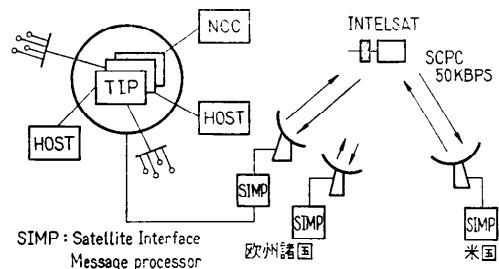 NCC
INTELSAT
SCPC
50KBPS
TIP
HOST
HOST
SIMP
SIMP
SIMP
SIMP : Satellite Interface
Message processor
欧州諸国
米国